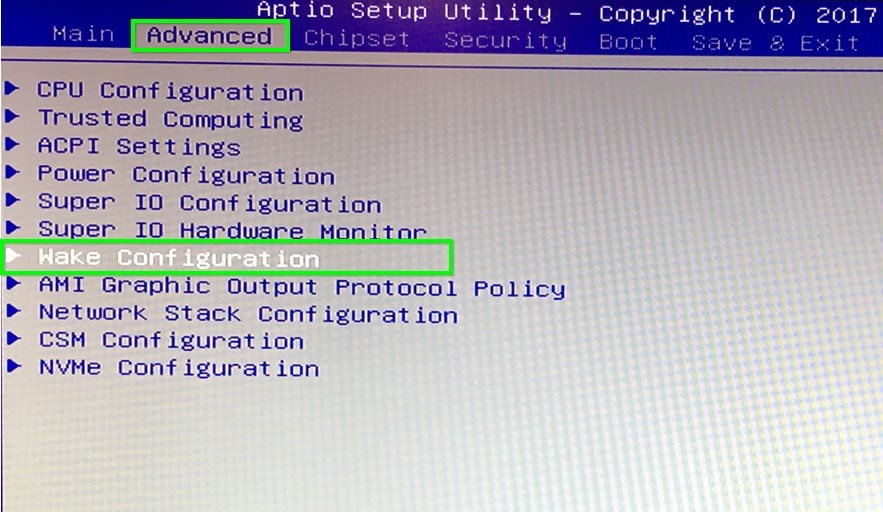 Aptio Setup Utility - Copyright (C) 2017
Main Advanced Chipset Security Boot Save & Exit
CPU Configuration
Trusted Computing
ACPI Settings
Power Configuration
Super IO Configuration
Super IO Hardware Monitor
Wake Configuration
AMI Graphic Output Protocol Policy
Network Stack Configuration
CSM Configuration
NVMe Configuration